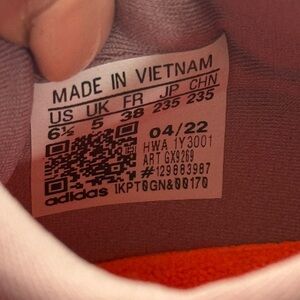 MADE IN VIETNAM
US UK FR JP CHN
6½ 5 38 235 235
04/22
HWA 1Y3001
ART GX9269
#129883987
adidas 1KPT0GN&00170